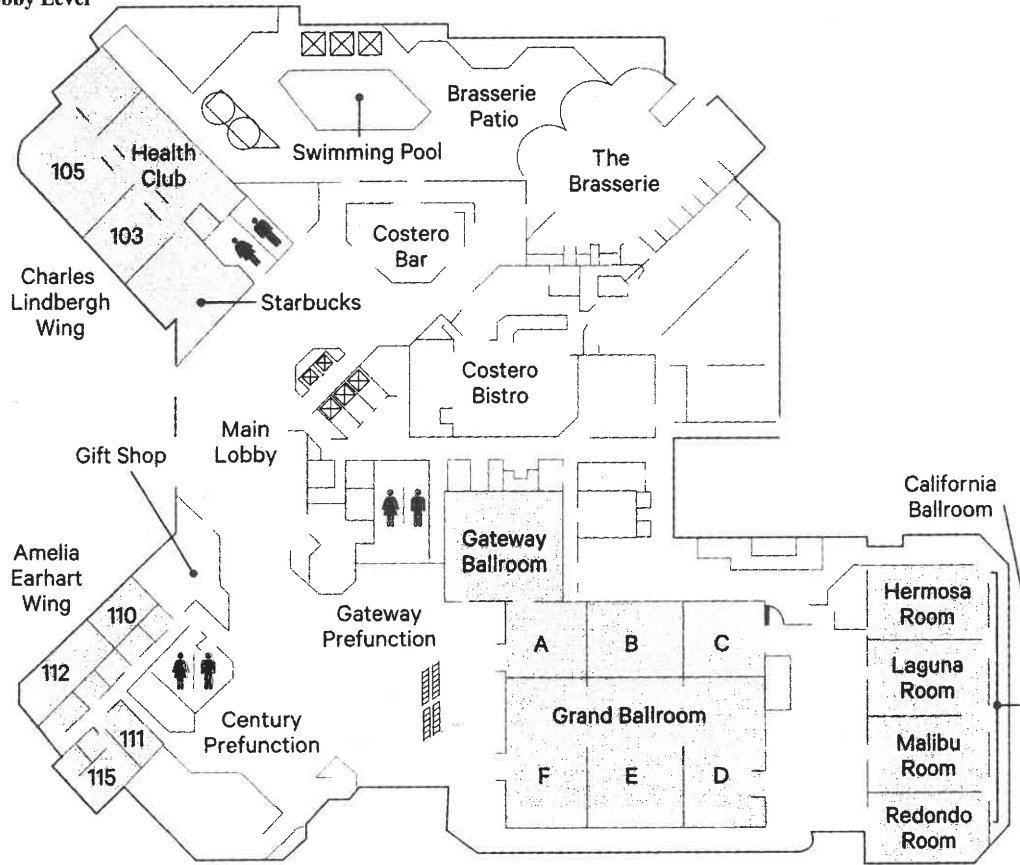 Brasserie
Patio
Swimming Pool
The
Brasserie
Health
Club
105
103
Costero
Bar
Charles
Lindbergh
Wing
Starbucks
Costero
Bistro
Main
Lobby
Gift Shop
California
Ballroom
Amelia
Earhart
Wing
110
112
111
115
Gateway
Ballroom
Gateway
Prefunction
Century
Prefunction
A
B
C
Grand Ballroom
F
E
D
Hermosa
Room
Laguna
Room
Malibu
Room
Redondo
Room